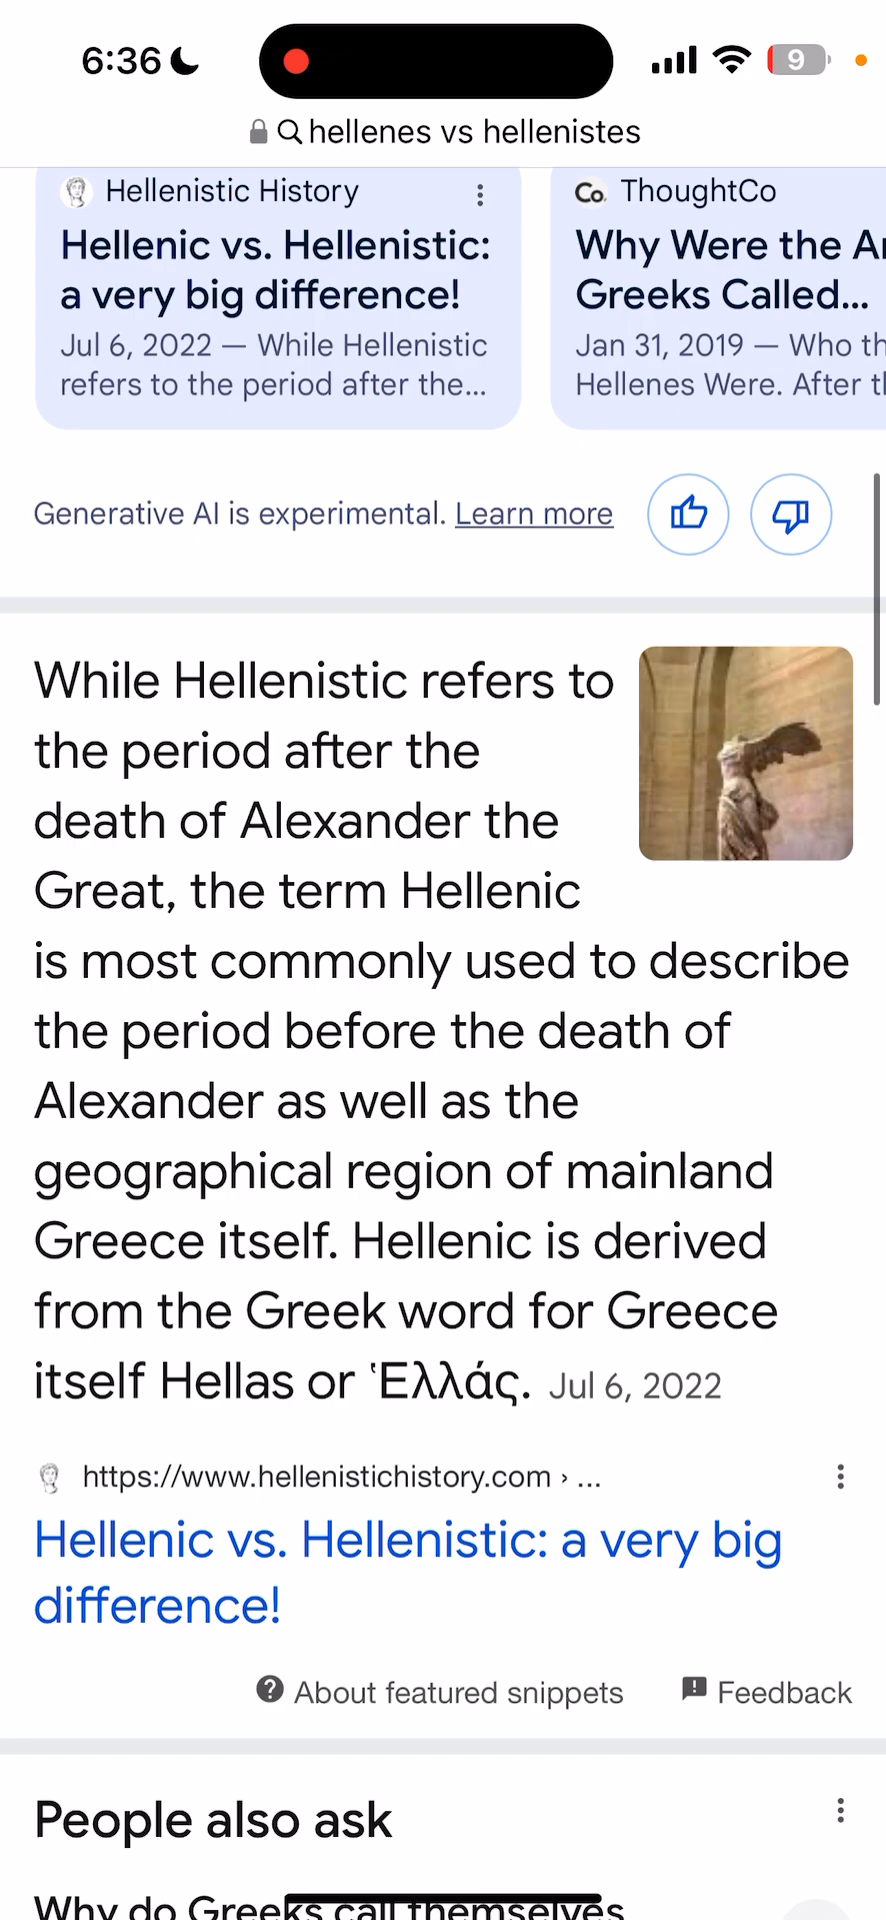 6:36
9
hellenes vs hellenistes
Hellenistic History
Hellenic vs. Hellenistic:
a very big difference!
Jul 6, 2022 — While Hellenistic
refers to the period after the...
Co. ThoughtCo
Why Were the
Greeks Called...
Jan 31, 2019 — Who
Hellenes Were. After
Generative AI is experimental. Learn more
While Hellenistic refers to
the period after the
death of Alexander the
Great, the term Hellenic
is most commonly used to describe
the period before the death of
Alexander as well as the
geographical region of mainland
Greece itself. Hellenic is derived
from the Greek word for Greece
itself Hellas or Ἑλλάς. Jul 6, 2022
https://www.hellenistichistory.com › ...
Hellenic vs. Hellenistic: a very big
difference!
About featured snippets
Feedback
People also ask
Why do Greeks call themselves